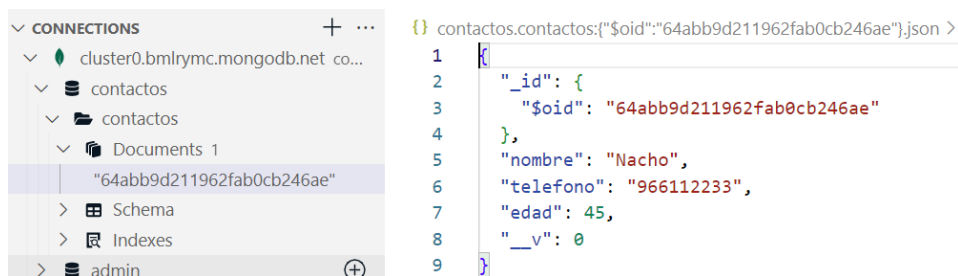 CONNECTIONS
cluster0.bmlrymc.mongodb.net co...
contactos
contactos
Documents 1
"64abb9d211962fab0cb246ae"
Schema
Indexes
admin
{} contactos.contactos:{"$oid":"64abb9d211962fab0cb246ae"}.json >
1 {
2 "_id": {
3 "$oid": "64abb9d211962fab0cb246ae"
4 },
5 "nombre": "Nacho",
6 "telefono": "966112233",
7 "edad": 45,
8 "__v": 0
9 }